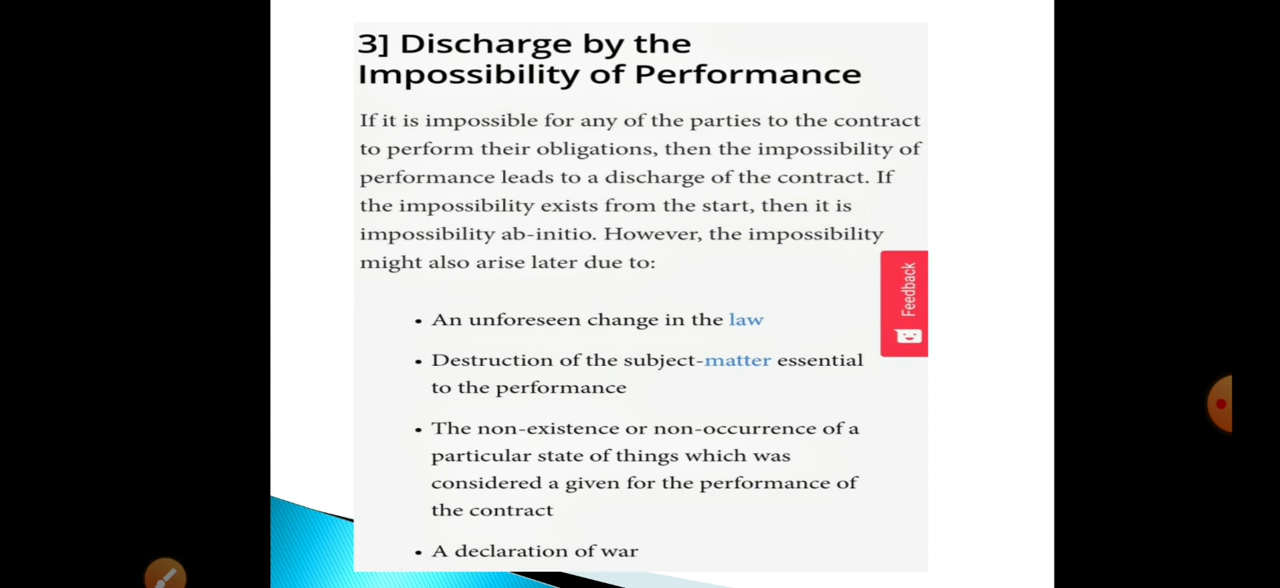 3] Discharge by the
Impossibility of Performance
If it is impossible for any of the parties to the contract
to perform their obligations, then the impossibility of
performance leads to a discharge of the contract. If
the impossibility exists from the start, then it is
impossibility ab-initio. However, the impossibility
might also arise later due to:
Feedback
• An unforeseen change in the law
• Destruction of the subject-matter essential
to the performance
• The non-existence or non-occurrence of a
particular state of things which was
considered a given for the performance of
the contract
• A declaration of war